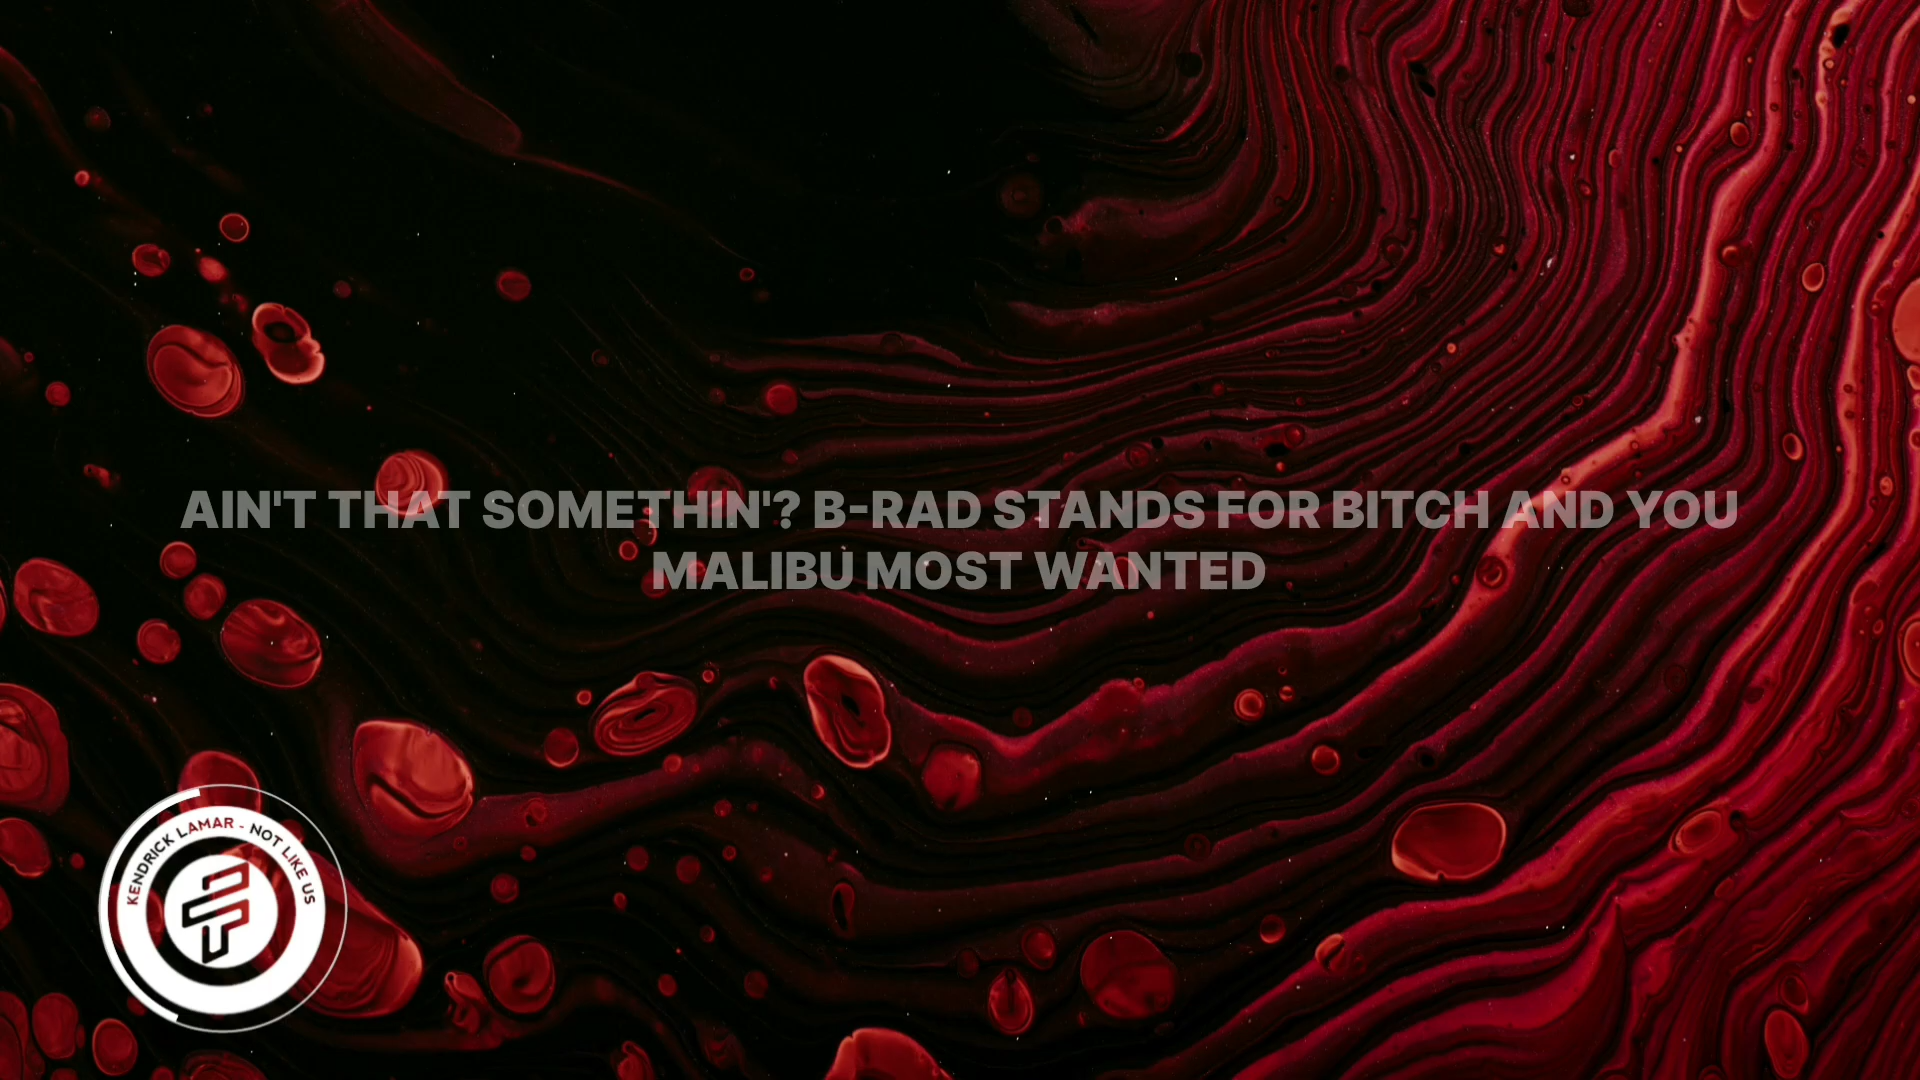 AIN'T THAT SOMETHIN'? B-RAD STANDS FOR BITCH AND YOU
MALIBU MOST WANTED
KENDRICK LAMAR - NOT LIKE US